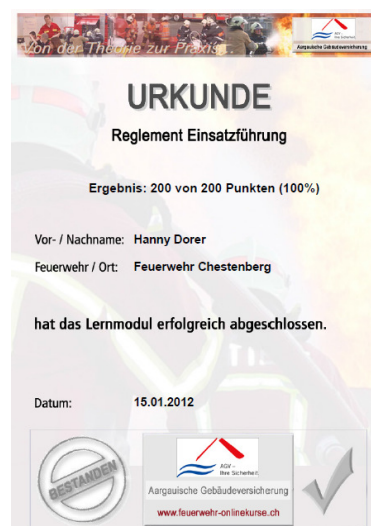 Von der Theorie zur Praxis...
AGV -
Ihre Sicherheit
Aargauische Gebäudeversicherung
URKUNDE
Reglement Einsatzführung
Ergebnis: 200 von 200 Punkten (100%)
Vor- / Nachname: Hanny Dorer
Feuerwehr / Ort: Feuerwehr Chestenberg
hat das Lernmodul erfolgreich abgeschlossen.
Datum: 15.01.2012
BESTANDEN
AGV -
Ihre Sicherheit
Aargauische Gebäudeversicherung
www.feuerwehr-onlinekurse.ch